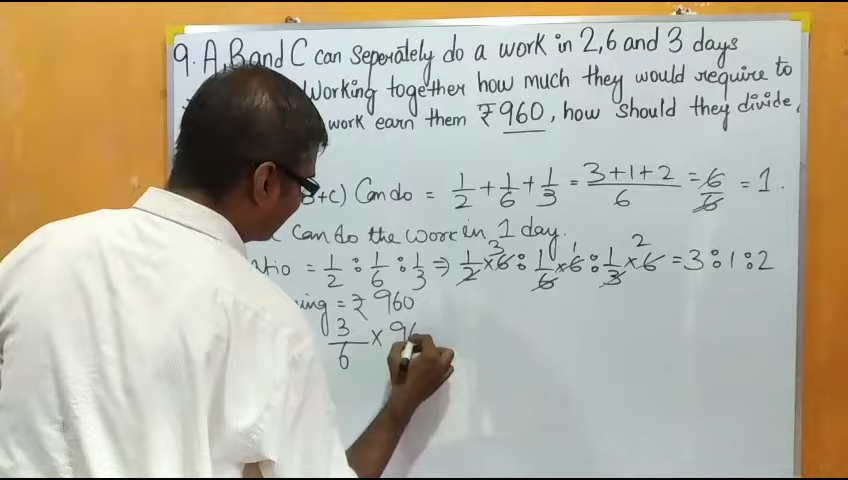 9. A, B and C can seperately do a work in 2, 6 and 3 days
Working together how much they would require to
work earn them ₹960, how should they divide
+C) Can do = 1/2 + 1/6 + 1/3 = 3+1+2/6 = 6/6 = 1.
can do the work in 1 day.
= 1/2 : 1/6 : 1/3 ⇒ 1/2 × 6 3 : 1/6 × 6 1 : 1/3 × 6 2 = 3 : 1 : 2
= ₹ 960
3/6 × 96